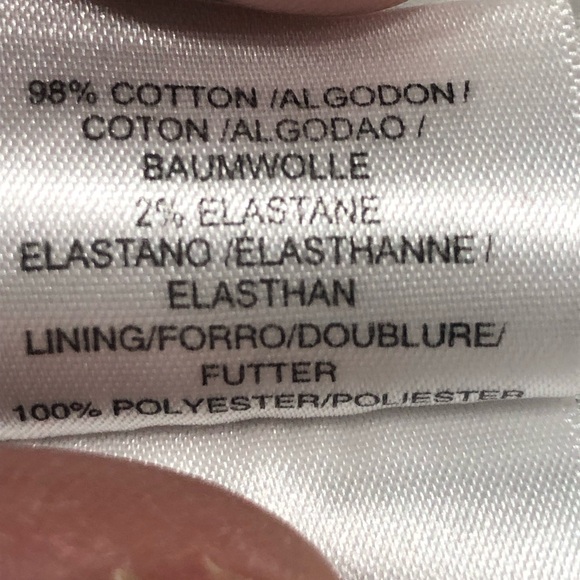 98% COTTON /ALGODON/
COTON /ALGODAO /
BAUMWOLLE
2% ELASTANE
ELASTANO /ÉLASTHANNE /
ELASTHAN
LINING/FORRO/DOUBLURE/
FUTTER
100% POLYESTER/POLIESTER